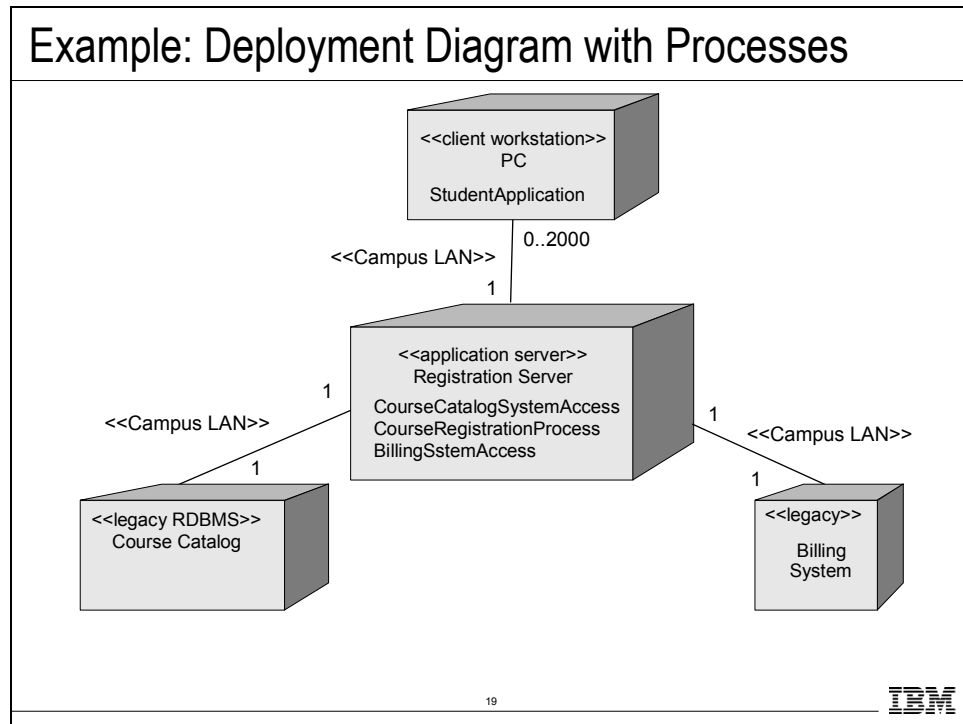 Example: Deployment Diagram with Processes
<<client workstation>>
PC
StudentApplication
0..2000
<<Campus LAN>>
1
<<application server>>
Registration Server
CourseCatalogSystemAccess
CourseRegistrationProcess
BillingSstemAccess
1
<<Campus LAN>>
1
1
<<Campus LAN>>
1
<<legacy RDBMS>>
Course Catalog
<<legacy>>
Billing
System
19
IBM